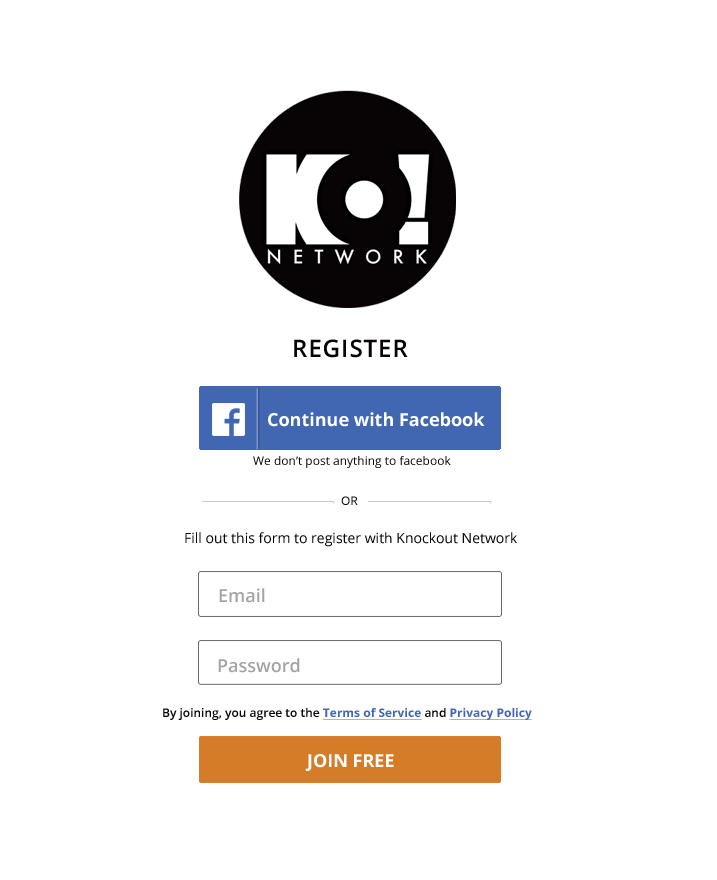 KO!
NETWORK
REGISTER
Continue with Facebook
We don't post anything to facebook
OR
Fill out this form to register with Knockout Network
Email
Password
By joining, you agree to the Terms of Service and Privacy Policy
JOIN FREE